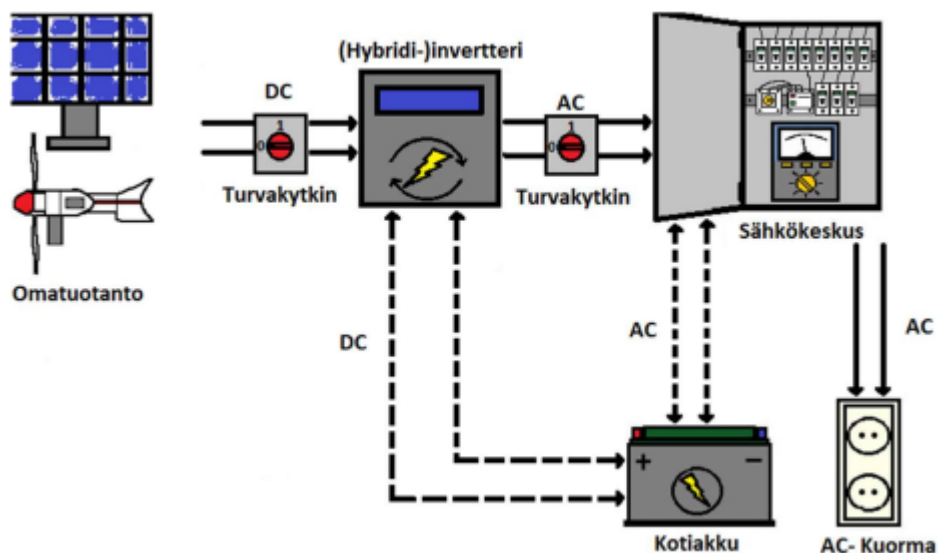 (Hybridi-)invertteri
DC
AC
1
0
1
0
Turvakytkin
Turvakytkin
Sähkökeskus
Omatuotanto
DC
AC
AC
+
−
Kotiakku
AC- Kuorma